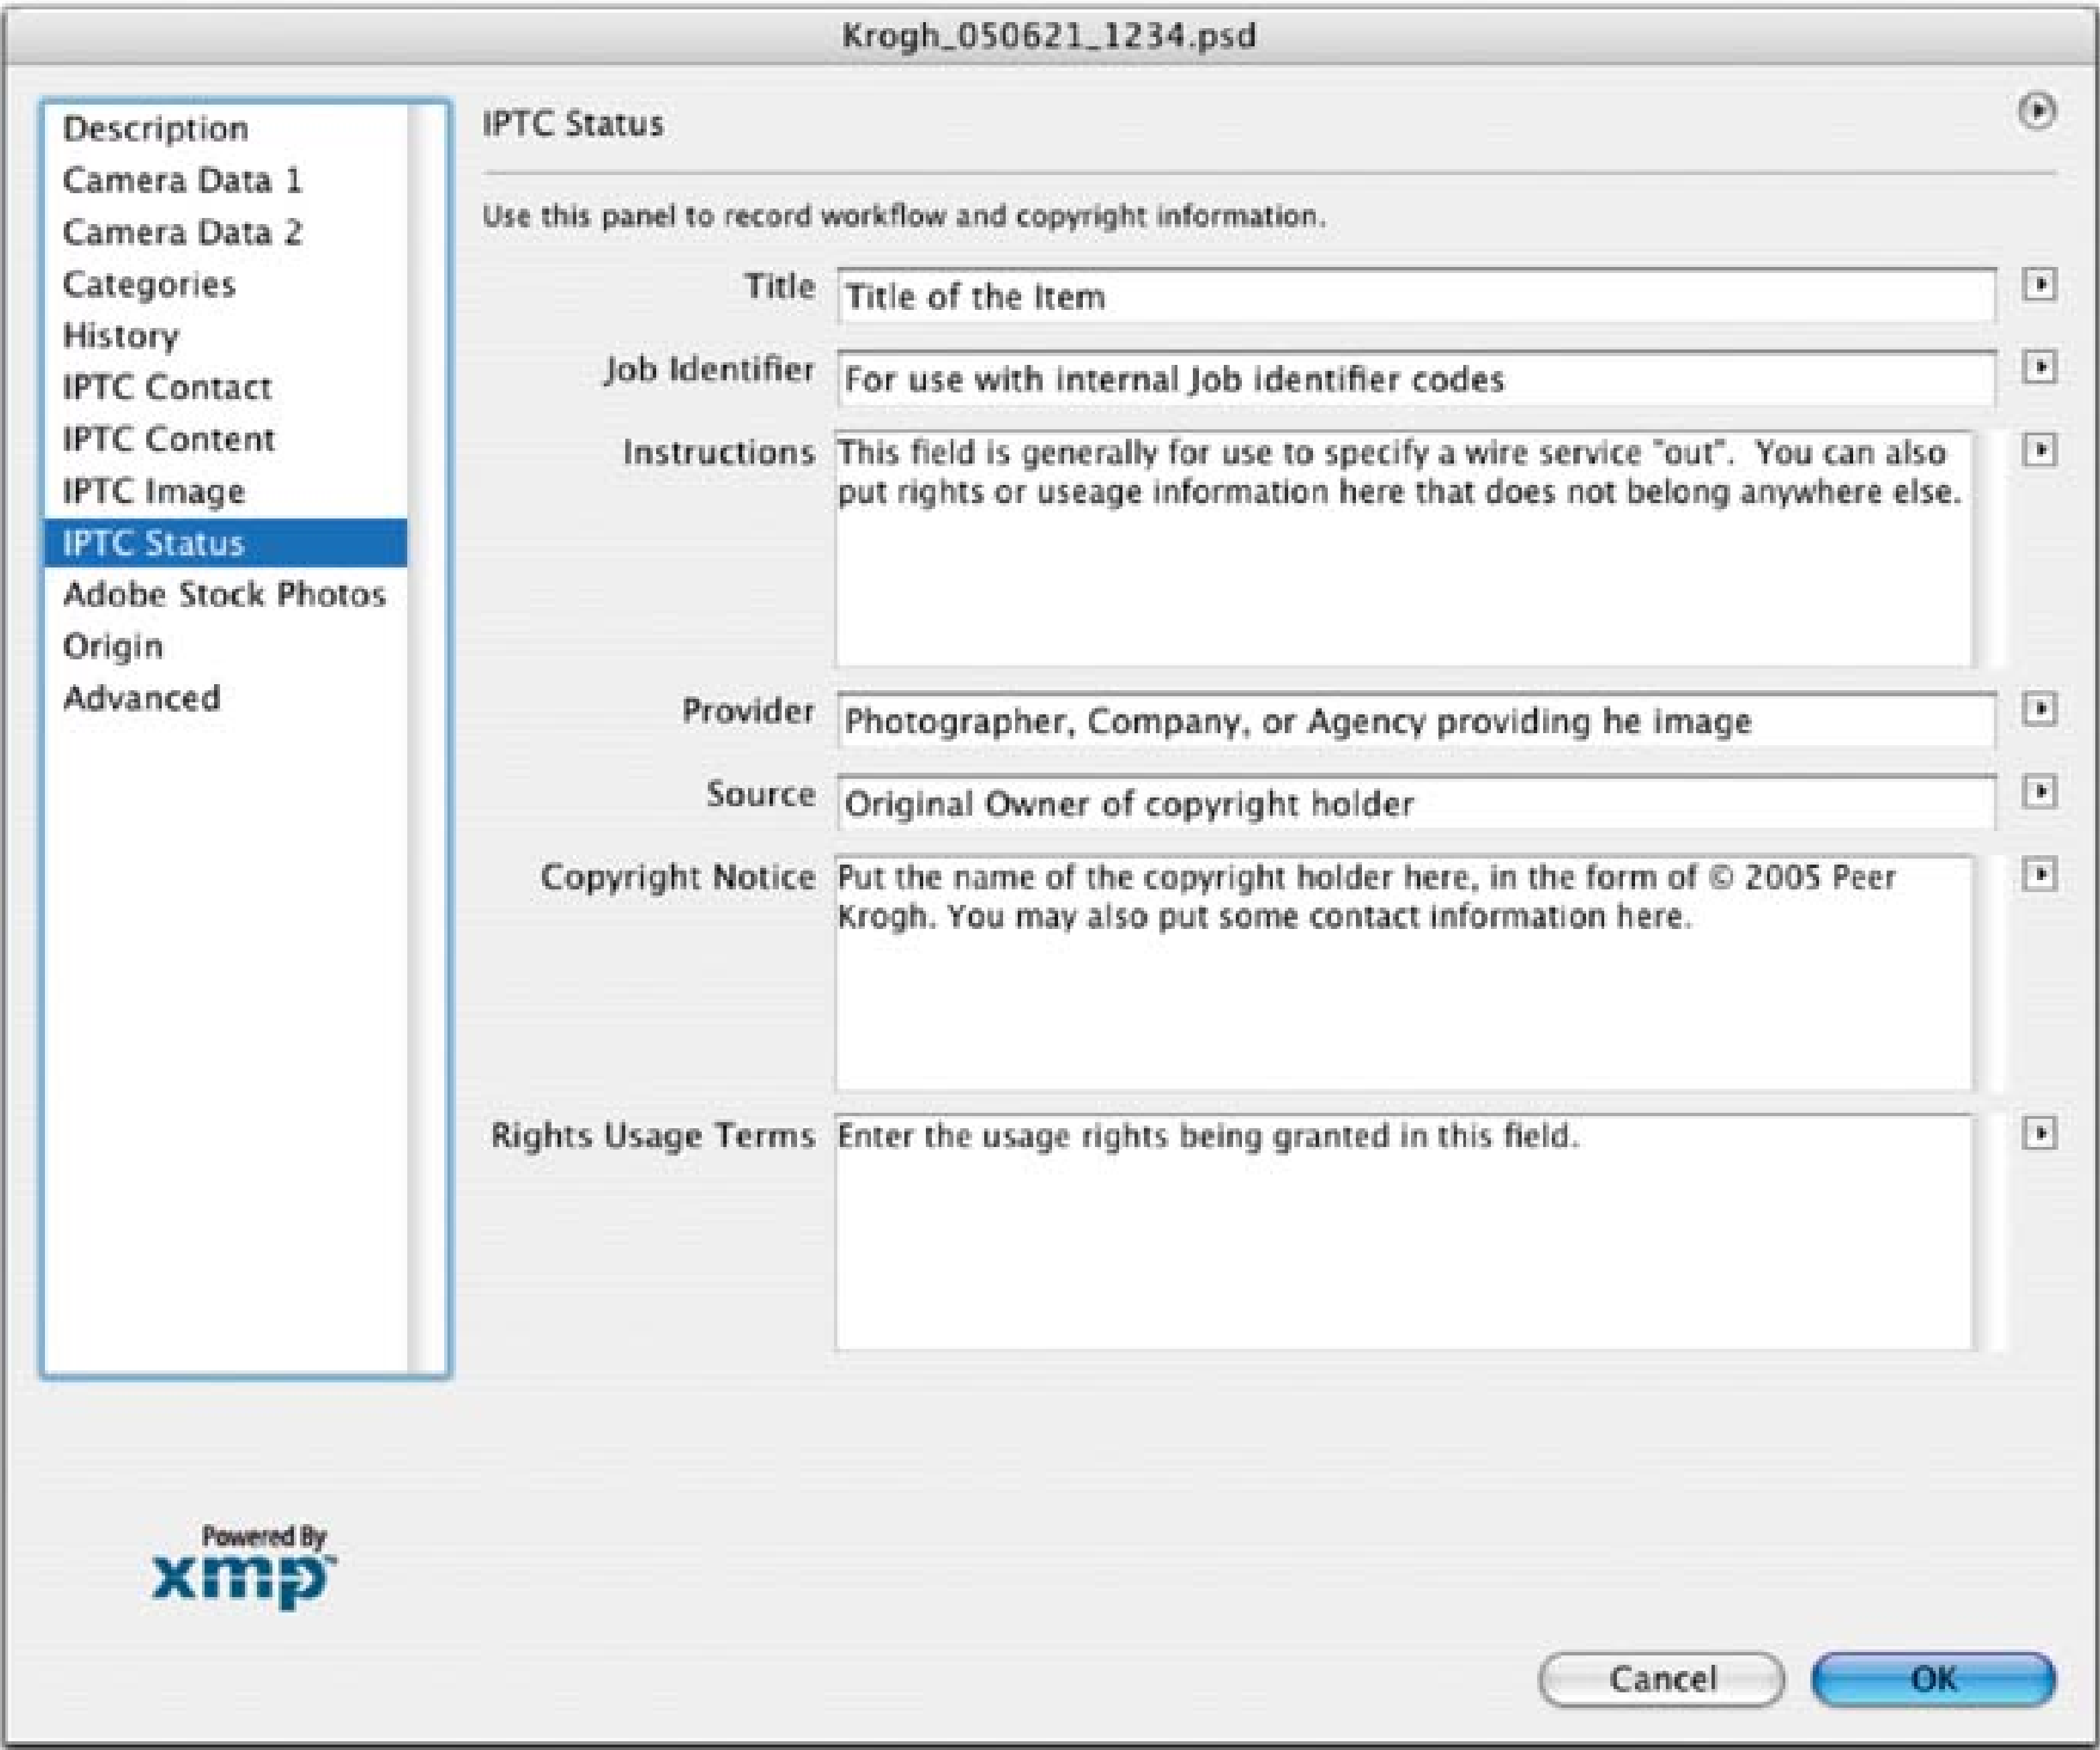 Krogh_050621_1234.psd
Description
Camera Data 1
Camera Data 2
Categories
History
IPTC Contact
IPTC Content
IPTC Image
IPTC Status
Adobe Stock Photos
Origin
Advanced
IPTC Status
Use this panel to record workflow and copyright information.
Title Title of the Item
Job Identifier For use with internal Job identifier codes
Instructions This field is generally for use to specify a wire service "out". You can also
put rights or useage information here that does not belong anywhere else.
Provider Photographer, Company, or Agency providing he image
Source Original Owner of copyright holder
Copyright Notice Put the name of the copyright holder here, in the form of © 2005 Peer
Krogh. You may also put some contact information here.
Rights Usage Terms Enter the usage rights being granted in this field.
Powered By
xmp™
Cancel OK